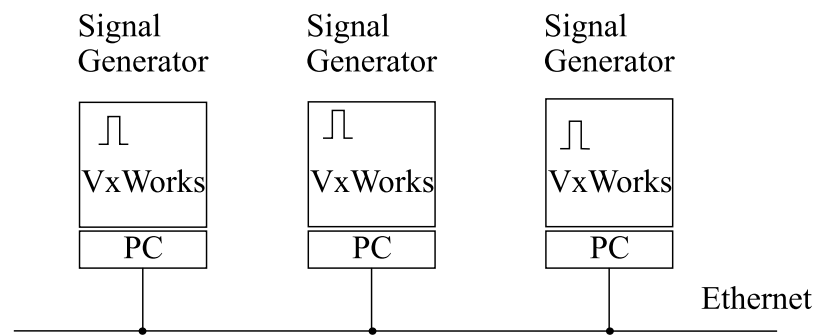 Signal
Generator
Signal
Generator
Signal
Generator
VxWorks
VxWorks
VxWorks
PC
PC
PC
Ethernet